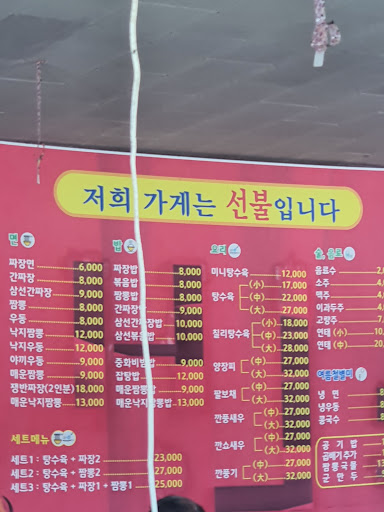 저희 가게는 선불입니다
면
짜장면 6,000
간짜장 8,000
삼선간짜장 9,000
짬뽕 8,000
우동 8,000
낙지짬뽕 12,000
낙지우동 12,000
야끼우동 9,000
매운짬뽕 9,000
쟁반짜장(2인분) 18,000
매운낙지짬뽕 13,000
세트메뉴
세트1 : 탕수육 + 짜장2 23,000
세트2 : 탕수육 + 짬뽕2 27,000
세트3 : 탕수육 + 짜장1 + 짬뽕1 25,000
밥
짜장밥 8,000
볶음밥 8,000
짬뽕밥 9,000
간짜장밥 9,000
삼선간짜장밥 10,000
삼선볶음밥 10,000
중화비빔밥 9,000
잡탕밥 12,000
매운짬뽕밥 9,000
매운낙지짬뽕밥 13,000
요리
미니탕수육 12,000
탕수육 (小) 17,000
(中) 22,000
(大) 27,000
칠리탕수육 (小) 18,000
(中) 23,000
(大) 28,000
양장피 (中) 27,000
(大) 32,000
팔보채 (中) 27,000
(大) 32,000
깐풍새우 (中) 27,000
(大) 32,000
깐쇼새우 (中) 27,000
(大) 32,000
깐풍기 (中) 27,000
(大) 32,000
술, 음료
음료수
소주
맥주
이과두주
고량주
연태 (小)
연태 (中)
여름철별미
냉면
냉우동
콩국수
공기밥
곱빼기추가
짬뽕국물
군만두